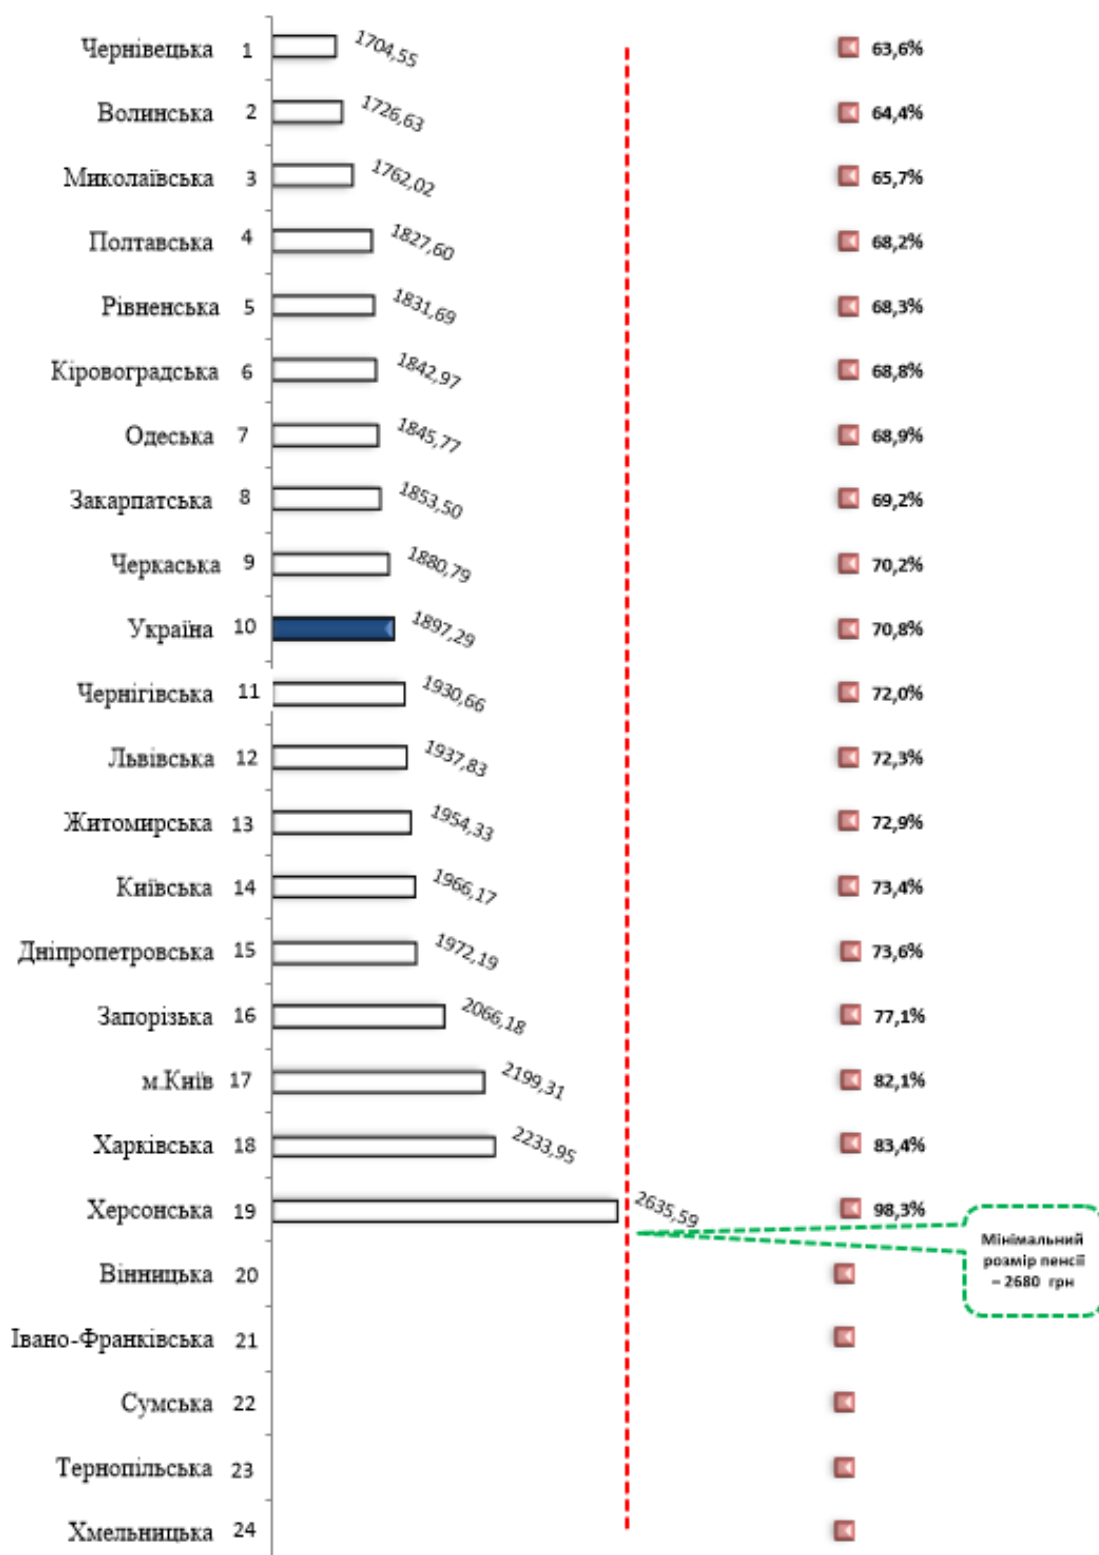 Чернівецька 1 1704,55 63,6%
Волинська 2 1726,63 64,4%
Миколаївська 3 1762,02 65,7%
Полтавська 4 1827,60 68,2%
Рівненська 5 1831,69 68,3%
Кіровоградська 6 1842,97 68,8%
Одеська 7 1845,77 68,9%
Закарпатська 8 1853,50 69,2%
Черкаська 9 1880,79 70,2%
Україна 10 1897,29 70,8%
Чернігівська 11 1930,66 72,0%
Львівська 12 1937,83 72,3%
Житомирська 13 1954,33 72,9%
Київська 14 1966,17 73,4%
Дніпропетровська 15 1972,19 73,6%
Запорізька 16 2066,18 77,1%
м.Київ 17 2199,31 82,1%
Харківська 18 2233,95 83,4%
Херсонська 19 2635,59 98,3%
Мінімальний
розмір пенсії
– 2680 грн
Вінницька 20
Івано-Франківська 21
Сумська 22
Тернопільська 23
Хмельницька 24